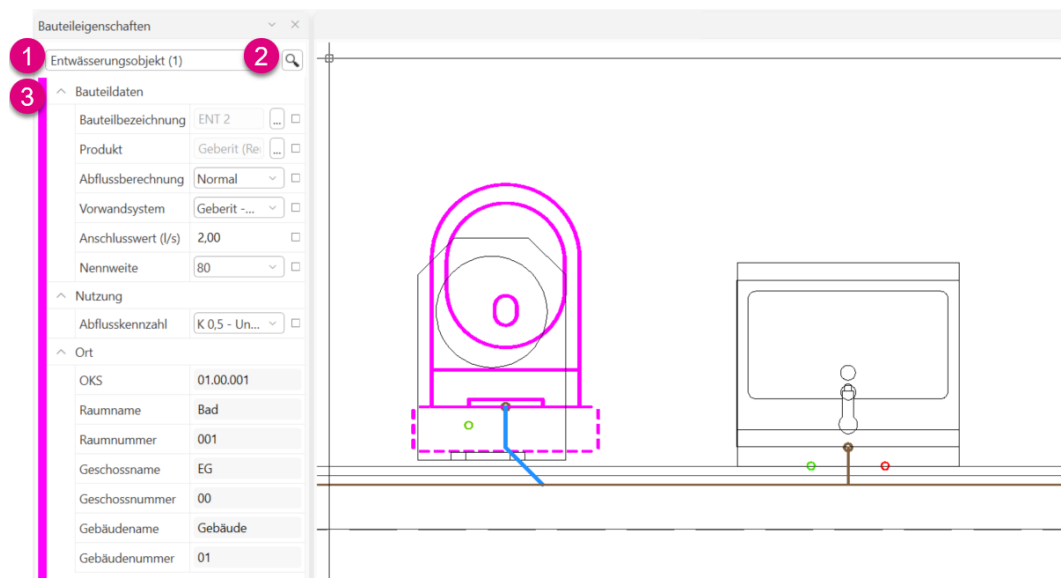 Bauteileigenschaften
1 Entwässerungsobjekt (1) 2
3 Bauteildaten
Bauteilbezeichnung ENT 2 ...
Produkt Geberit (Re ...
Abflussberechnung Normal
Vorwandsystem Geberit -...
Anschlusswert (l/s) 2,00
Nennweite 80
Nutzung
Abflusskennzahl K 0,5 - Un...
Ort
OKS 01.00.001
Raumname Bad
Raumnummer 001
Geschossname EG
Geschossnummer 00
Gebäudename Gebäude
Gebäudenummer 01